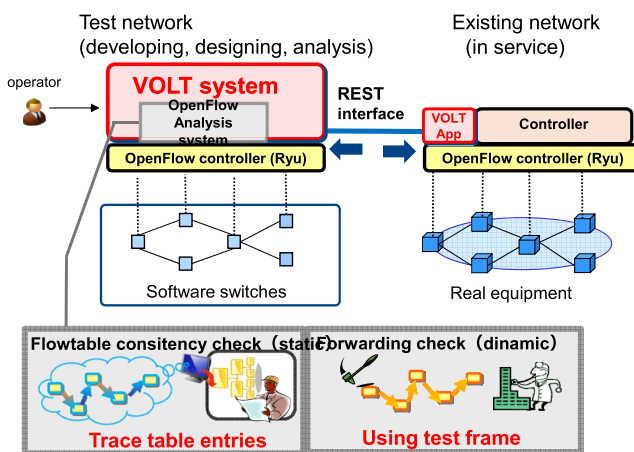 Test network
(developing, designing, analysis)
Existing network
(in service)
operator
VOLT system
OpenFlow
Analysis
system
REST
interface
VOLT
App
Controller
OpenFlow controller (Ryu)
OpenFlow controller (Ryu)
Software switches
Real equipment
Flowtable consitency check（static）
Forwarding check（dinamic）
Trace table entries
Using test frame